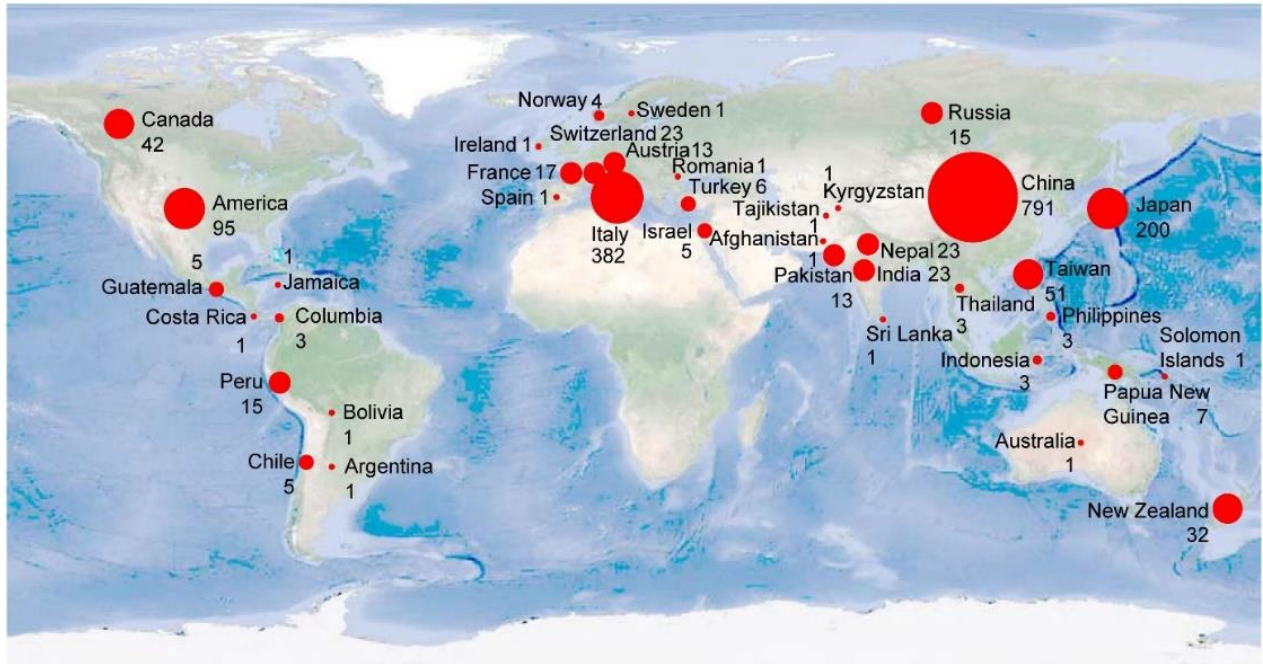 Norway 4
Sweden 1
Russia
15
Canada
42
Ireland 1
Switzerland 23
Austria 13
France 17
Romania 1
Spain 1
Turkey 6
1
Kyrgyzstan
China
791
Tajikistan
1
America
95
Japan
200
Italy
382
Israel
5
Afghanistan
1
Nepal 23
Pakistan
13
India 23
Taiwan
51
5
Guatemala
1
Jamaica
Thailand
3
Costa Rica
1
Columbia
3
Sri Lanka
1
Philippines
3
Solomon
Islands 1
Indonesia
3
Papua New
Guinea 7
Peru
15
Bolivia
1
Australia
1
Chile
5
Argentina
1
New Zealand
32